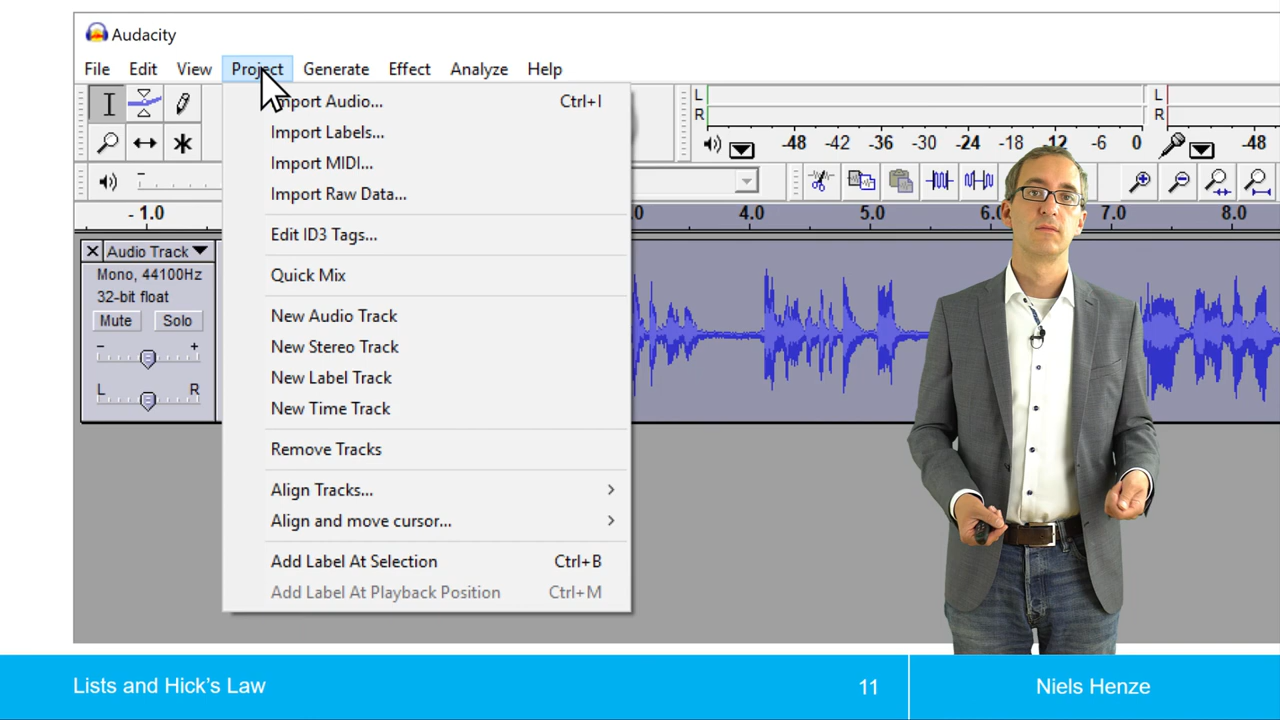 Audacity
File Edit View Project Generate Effect Analyze Help
Import Audio... Ctrl+I
Import Labels...
Import MIDI...
Import Raw Data...
Edit ID3 Tags...
Quick Mix
New Audio Track
New Stereo Track
New Label Track
New Time Track
Remove Tracks
Align Tracks...
Align and move cursor...
Add Label At Selection Ctrl+B
Add Label At Playback Position Ctrl+M
L
R
-48 -42 -36 -30 -24 -18 -12 -6 0
L
R
-48
- 1.0 4.0 5.0 6.0 7.0 8.0
Audio Track
Mono, 44100Hz
32-bit float
Mute Solo
- +
L R
Lists and Hick's Law 11 Niels Henze